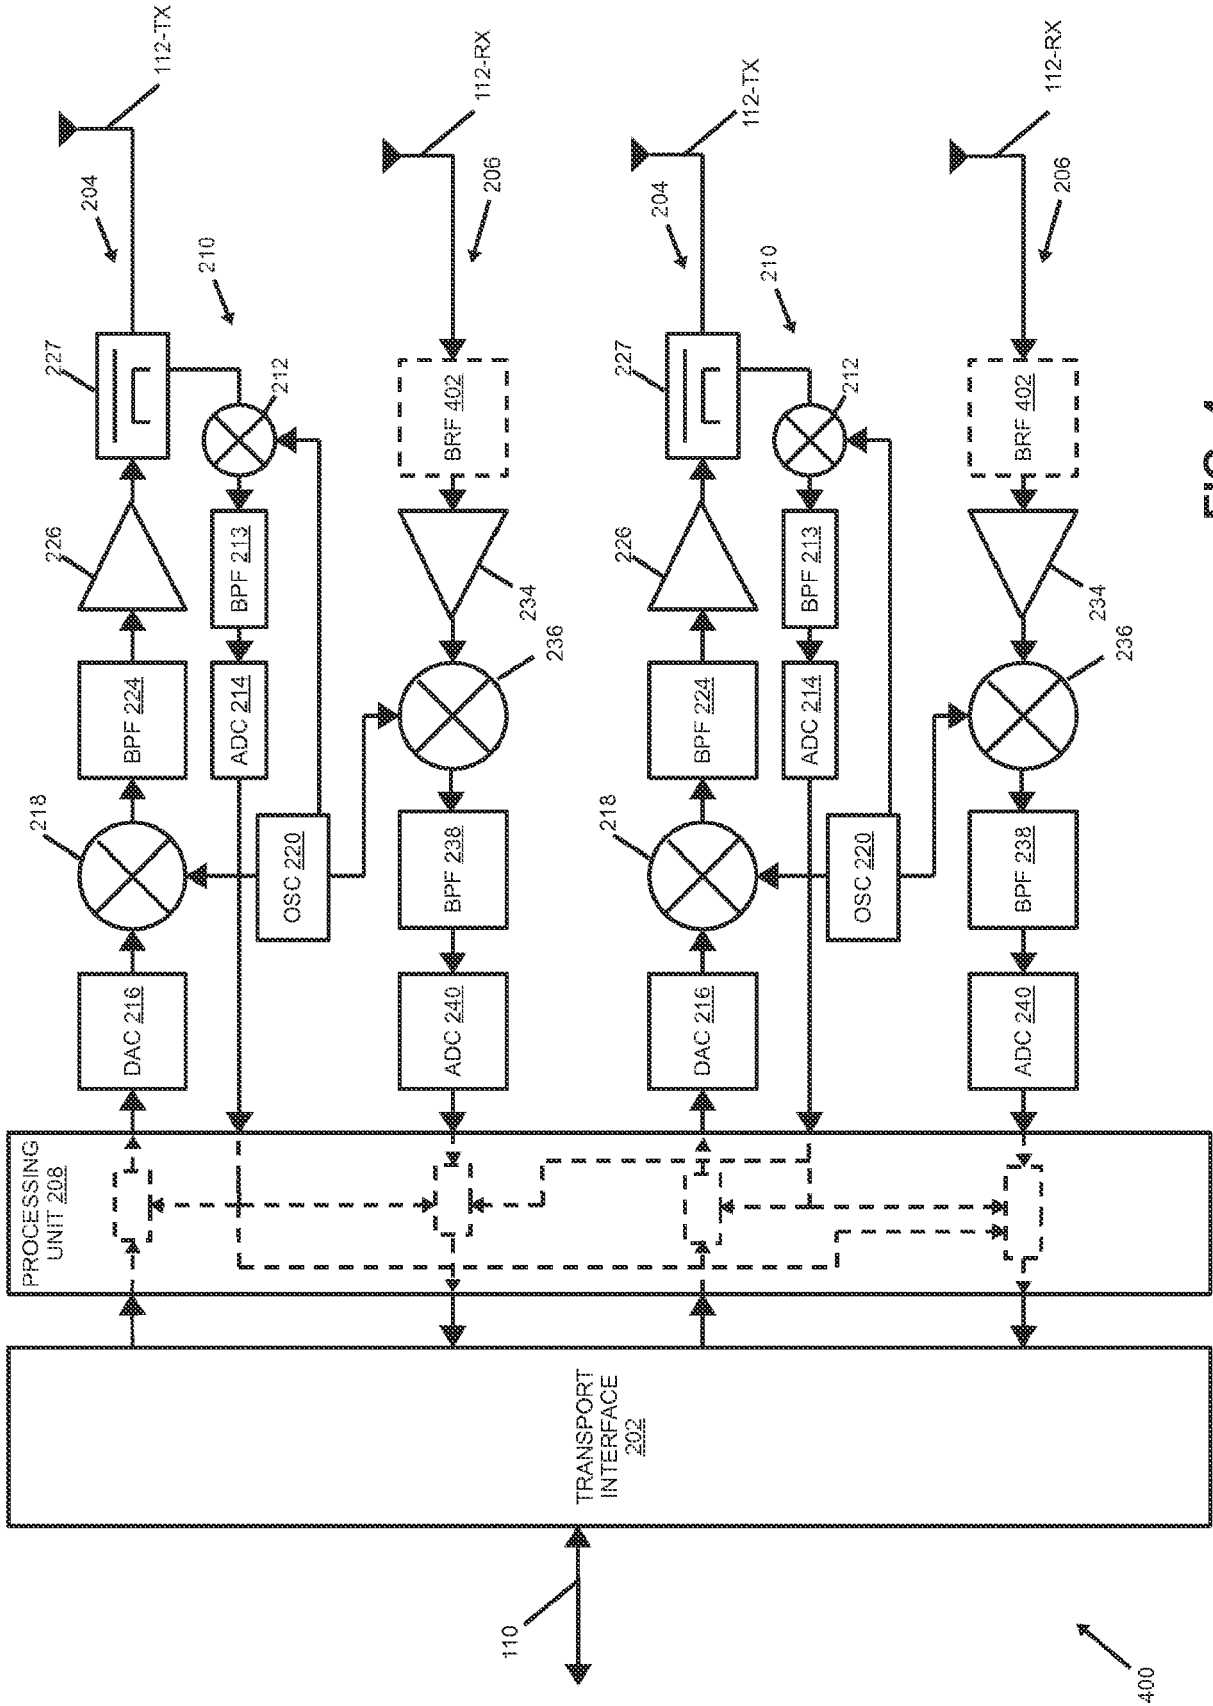 110
400
TRANSPORT
INTERFACE
202
PROCESSING
UNIT 208
DAC 216
218
BPF 224
226
227
204
112-TX
ADC 214
BPF 213
212
210
OSC 220
ADC 240
BPF 238
236
234
BRF 402
206
112-RX
DAC 216
218
BPF 224
226
227
204
112-TX
ADC 214
BPF 213
212
210
OSC 220
ADC 240
BPF 238
236
234
BRF 402
206
112-RX